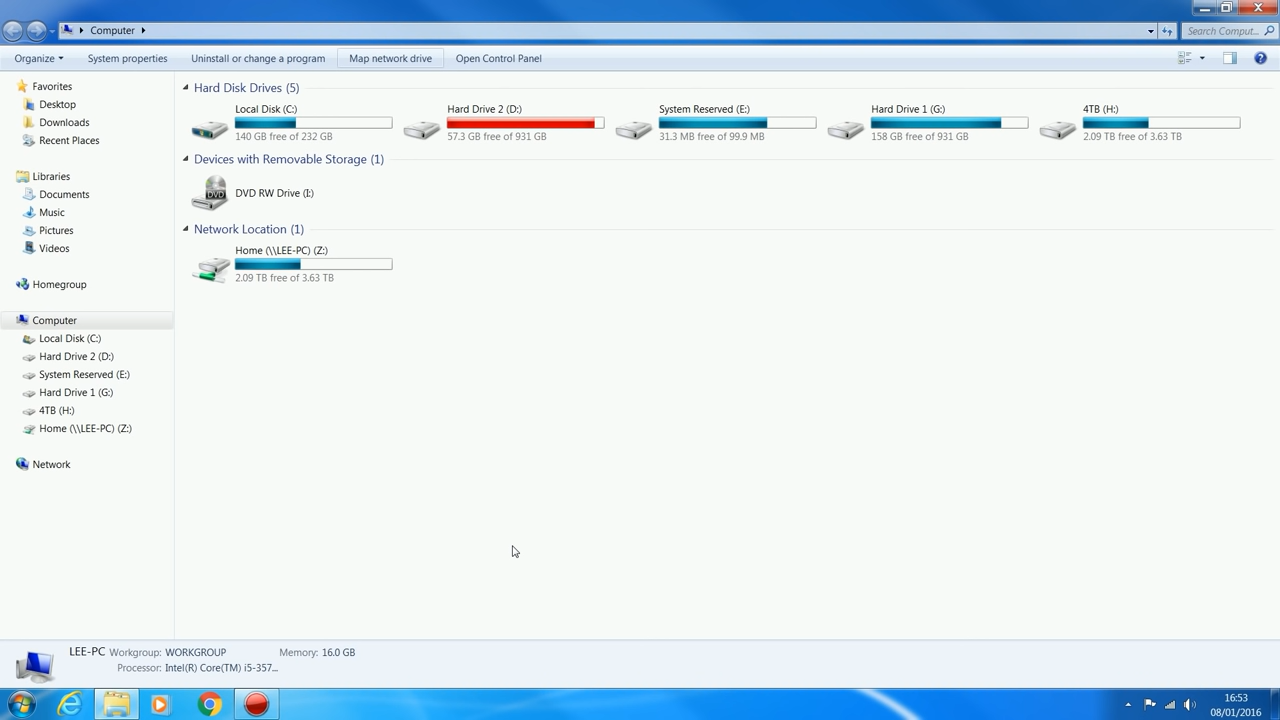 Computer
Search Comput...
Organize
System properties
Uninstall or change a program
Map network drive
Open Control Panel
Favorites
Desktop
Downloads
Recent Places
Libraries
Documents
Music
Pictures
Videos
Homegroup
Computer
Local Disk (C:)
Hard Drive 2 (D:)
System Reserved (E:)
Hard Drive 1 (G:)
4TB (H:)
Home (\\LEE-PC) (Z:)
Network
Hard Disk Drives (5)
Local Disk (C:)
140 GB free of 232 GB
Hard Drive 2 (D:)
57.3 GB free of 931 GB
System Reserved (E:)
31.3 MB free of 99.9 MB
Hard Drive 1 (G:)
158 GB free of 931 GB
4TB (H:)
2.09 TB free of 3.63 TB
Devices with Removable Storage (1)
DVD
DVD RW Drive (I:)
Network Location (1)
Home (\\LEE-PC) (Z:)
2.09 TB free of 3.63 TB
LEE-PC Workgroup: WORKGROUP Memory: 16.0 GB
Processor: Intel(R) Core(TM) i5-357...
16:53
08/01/2016